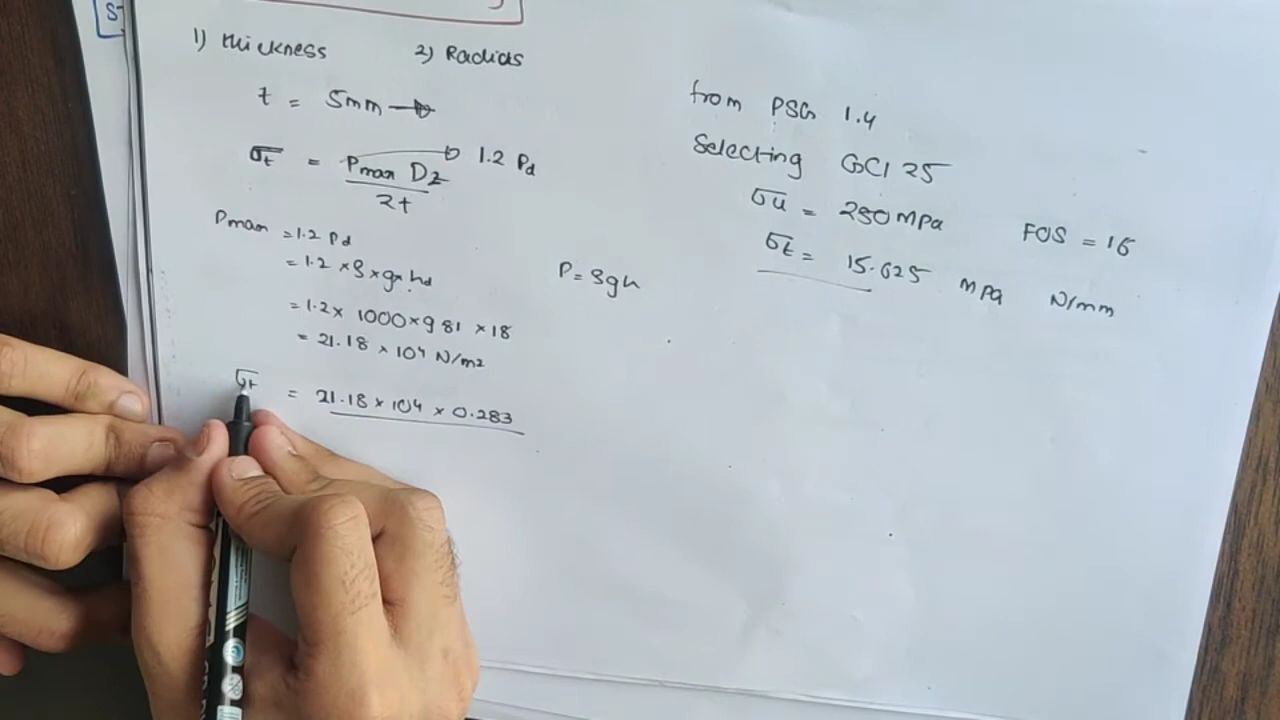 ST
1) thickness 2) Radids
t = 5mm →
σt = Pmax D2 / 2t → 1.2 Pd
Pmax = 1.2 Pd
= 1.2 × ρ × g × hd
= 1.2 × 1000 × 9.81 × 18
= 21.18 × 10⁴ N/m2
σt = 21.18 × 10⁴ × 0.283
P = ρgh
from PSG 1.4
Selecting GCI 25
σu = 250 MPa FOS = 16
σt = 15.625 MPa N/mm